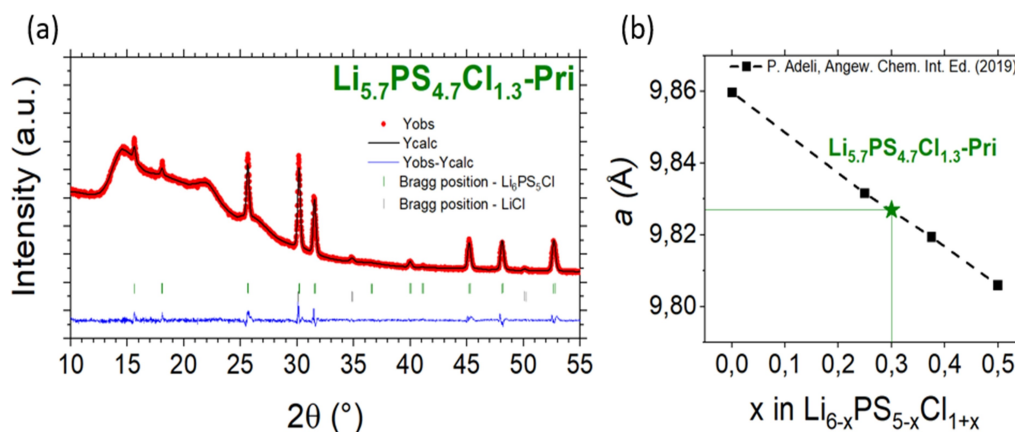 (a)
Li5.7PS4.7Cl1.3-Pri
Yobs
Ycalc
Yobs-Ycalc
Bragg position - Li6PS5Cl
Bragg position - LiCl
Intensity (a.u.)
10 15 20 25 30 35 40 45 50 55
2θ (°)
(b)
P. Adeli, Angew. Chem. Int. Ed. (2019)
9,86
9,84
9,82
9,80
Li5.7PS4.7Cl1.3-Pri
a (Å)
0,0 0,1 0,2 0,3 0,4 0,5
x in Li6-xPS5-xCl1+x